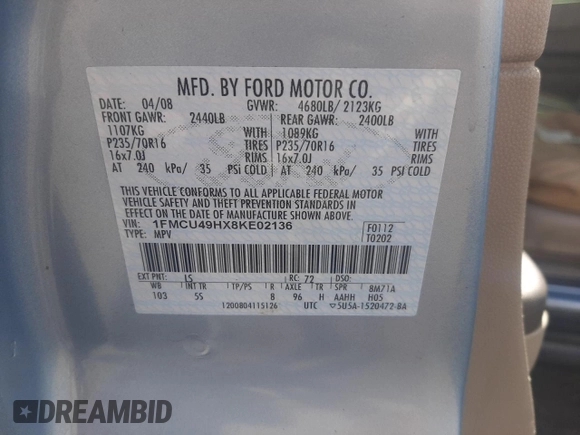 MFD. BY FORD MOTOR CO.
DATE: 04/08 GVWR: 4680LB/ 2123KG
FRONT GAWR: 2440LB REAR GAWR: 2400LB
1107KG WITH 1089KG WITH
P235/70R16 TIRES P235/70R16 TIRES
16x7.0J RIMS 16x7.0J RIMS
AT 240 kPa/ 35 PSI COLD AT 240 kPa/ 35 PSI COLD
THIS VEHICLE CONFORMS TO ALL APPLICABLE FEDERAL MOTOR
VEHICLE SAFETY AND THEFT PREVENTION STANDARDS IN
EFFECT ON THE DATE OF MANUFACTURE SHOWN ABOVE.
VIN: 1FMCU49HX8KE02136 F0112
TYPE: MPV T0202
EXT PNT: LS RC: 72 DSO:
WB INT TR TP/PS R AXLE TR SPR BM71A
103 5S 8 96 H AAHH H05
1200804115126 UTC ▽5U5A-1520472-BA
DREAMBID